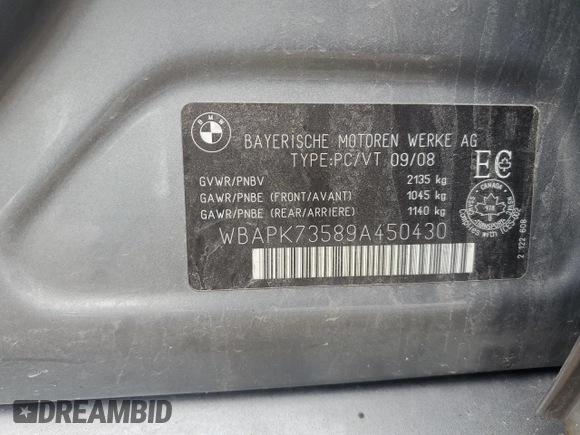 BMW
BAYERISCHE MOTOREN WERKE AG
TYPE:PC/VT 09/08
EC
GVWR/PNBV 2135 kg
GAWR/PNBE (FRONT/AVANT) 1045 kg
GAWR/PNBE (REAR/ARRIERE) 1140 kg
WBAPK73589A450430
CANADA
TRANSPORT
2 122 608
DREAMBID